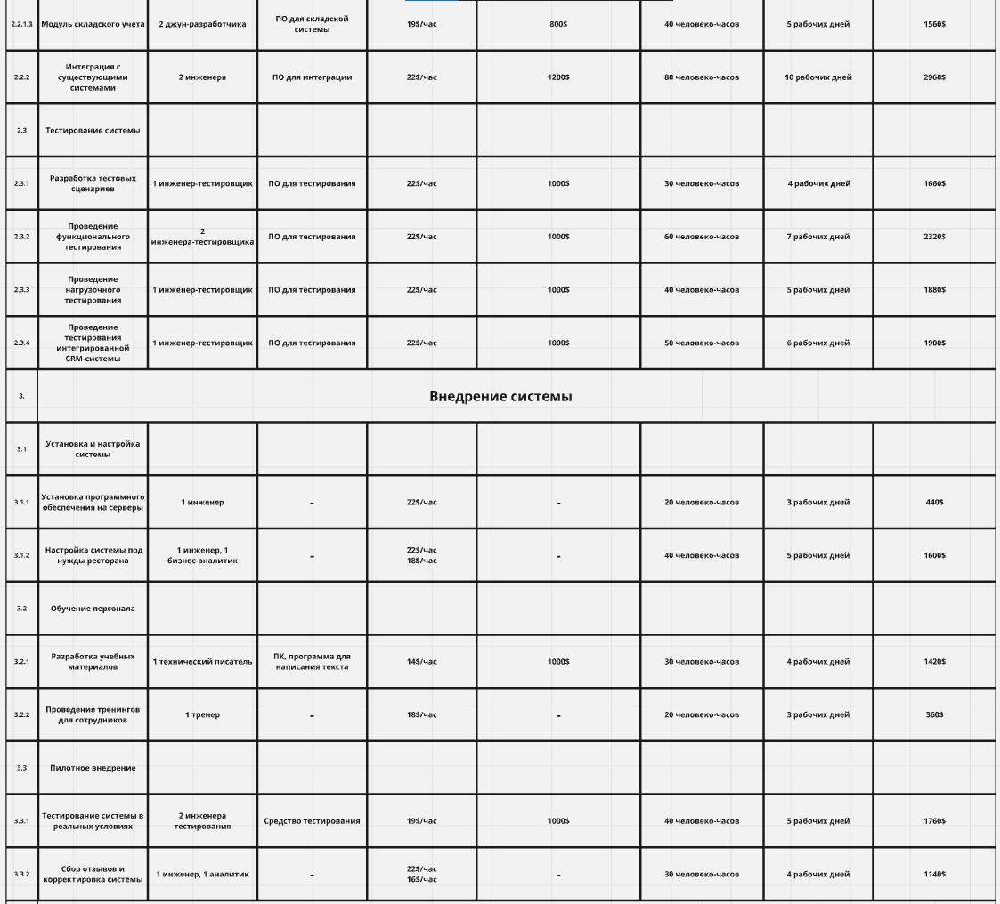 2.2.1.3 Модуль складского учета 2 джун-разработчика ПО для складской системы 19$/час 800$ 40 человеко-часов 5 рабочих дней 1560$
2.2.2 Интеграция с существующими системами 2 инженера ПО для интеграции 22$/час 1200$ 80 человеко-часов 10 рабочих дней 2960$
2.3 Тестирование системы
2.3.1 Разработка тестовых сценариев 1 инженер-тестировщик ПО для тестирования 22$/час 1000$ 30 человеко-часов 4 рабочих дней 1660$
2.3.2 Проведение функционального тестирования 2 инженера-тестировщика ПО для тестирования 22$/час 1000$ 60 человеко-часов 7 рабочих дней 2320$
2.3.3 Проведение нагрузочного тестирования 1 инженер-тестировщик ПО для тестирования 22$/час 1000$ 40 человеко-часов 5 рабочих дней 1880$
2.3.4 Проведение тестирования интегрированной CRM-системы 1 инженер-тестировщик ПО для тестирования 22$/час 1000$ 50 человеко-часов 6 рабочих дней 1900$
3. Внедрение системы
3.1 Установка и настройка системы
3.1.1 Установка программного обеспечения на серверы 1 инженер – 22$/час – 20 человеко-часов 3 рабочих дней 440$
3.1.2 Настройка системы под нужды ресторана 1 инженер, 1 бизнес-аналитик – 22$/час 18$/час – 40 человеко-часов 5 рабочих дней 1600$
3.2 Обучение персонала
3.2.1 Разработка учебных материалов 1 технический писатель ПК, программа для написания текста 14$/час 1000$ 30 человеко-часов 4 рабочих дней 1420$
3.2.2 Проведение тренингов для сотрудников 1 тренер – 18$/час – 20 человеко-часов 3 рабочих дней 360$
3.3 Пилотное внедрение
3.3.1 Тестирование системы в реальных условиях 2 инженера тестирования Средство тестирования 19$/час 1000$ 40 человеко-часов 5 рабочих дней 1760$
3.3.2 Сбор отзывов и корректировка системы 1 инженер, 1 аналитик – 22$/час 16$/час – 30 человеко-часов 4 рабочих дней 1140$